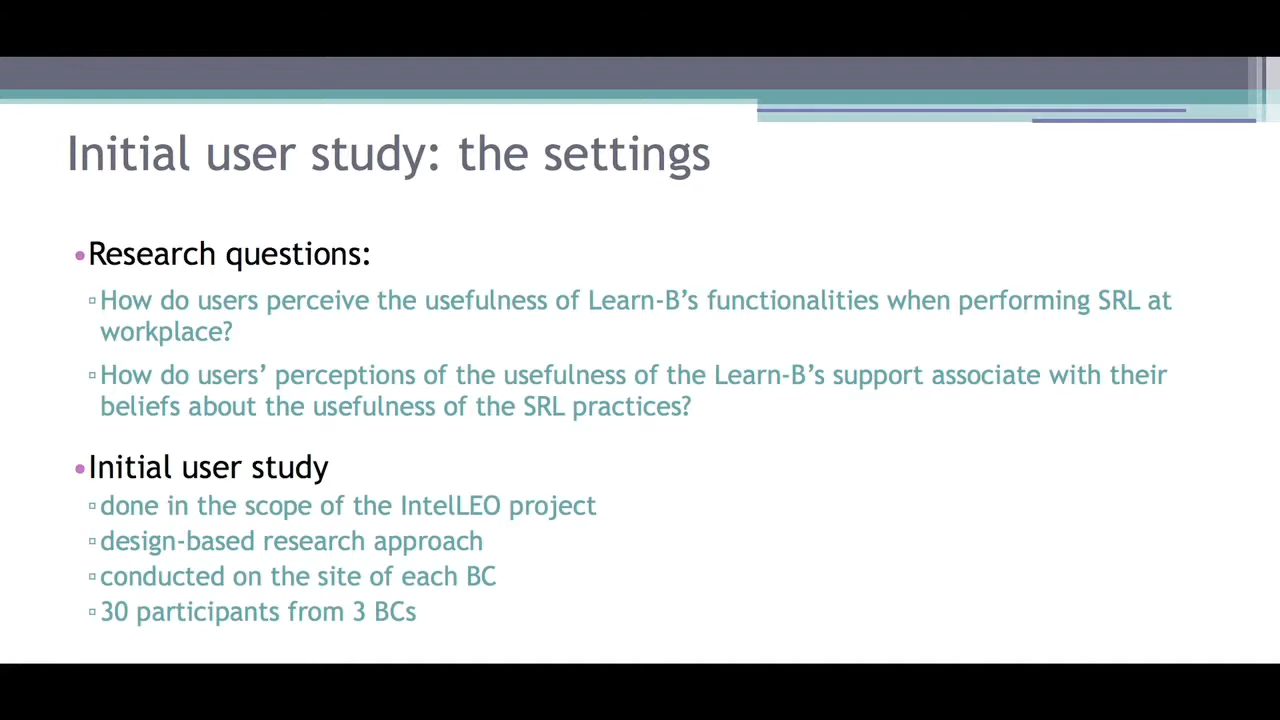 Initial user study: the settings
•Research questions:
▫How do users perceive the usefulness of Learn-B’s functionalities when performing SRL at
workplace?
▫How do users’ perceptions of the usefulness of the Learn-B’s support associate with their
beliefs about the usefulness of the SRL practices?
•Initial user study
▫done in the scope of the IntelLEO project
▫design-based research approach
▫conducted on the site of each BC
▫30 participants from 3 BCs